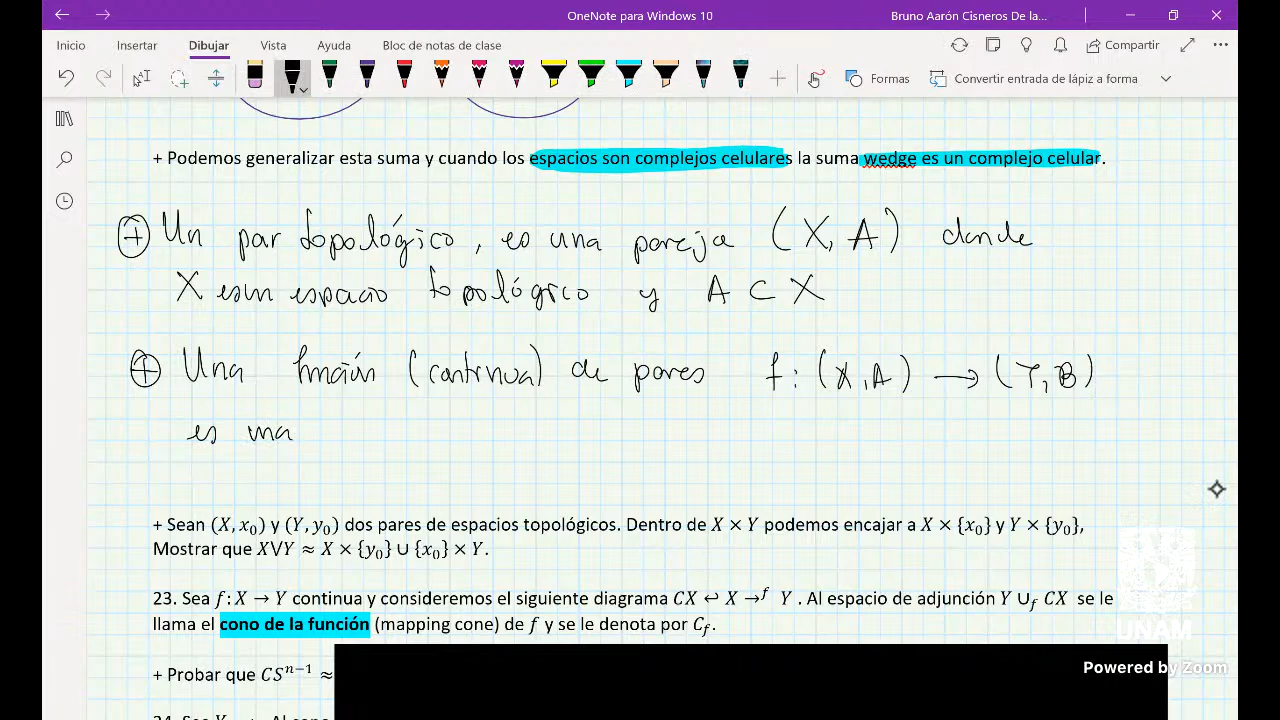 OneNote para Windows 10
Bruno Aarón Cisneros De la...
Inicio
Insertar
Dibujar
Vista
Ayuda
Bloc de notas de clase
Compartir
Formas
Convertir entrada de lápiz a forma
+ Podemos generalizar esta suma y cuando los espacios son complejos celulares la suma wedge es un complejo celular.
⊕ Un par topológico, es una pareja (X, A) donde
X es un espacio topológico y A ⊂ X
⊕ Una función (continua) de pares f: (X, A) → (Y, B)
es una
+ Sean (X, x₀) y (Y, y₀) dos pares de espacios topológicos. Dentro de X × Y podemos encajar a X × {x₀} y Y × {y₀},
Mostrar que X∨Y ≈ X × {y₀} ∪ {x₀} × Y.
23. Sea f: X → Y continua y consideremos el siguiente diagrama CX ↩ X →ᶠ Y . Al espacio de adjunción Y ∪_f CX se le
llama el cono de la función (mapping cone) de f y se le denota por C_f.
UNAM
Powered by Zoom
+ Probar que CSⁿ⁻¹ ≈